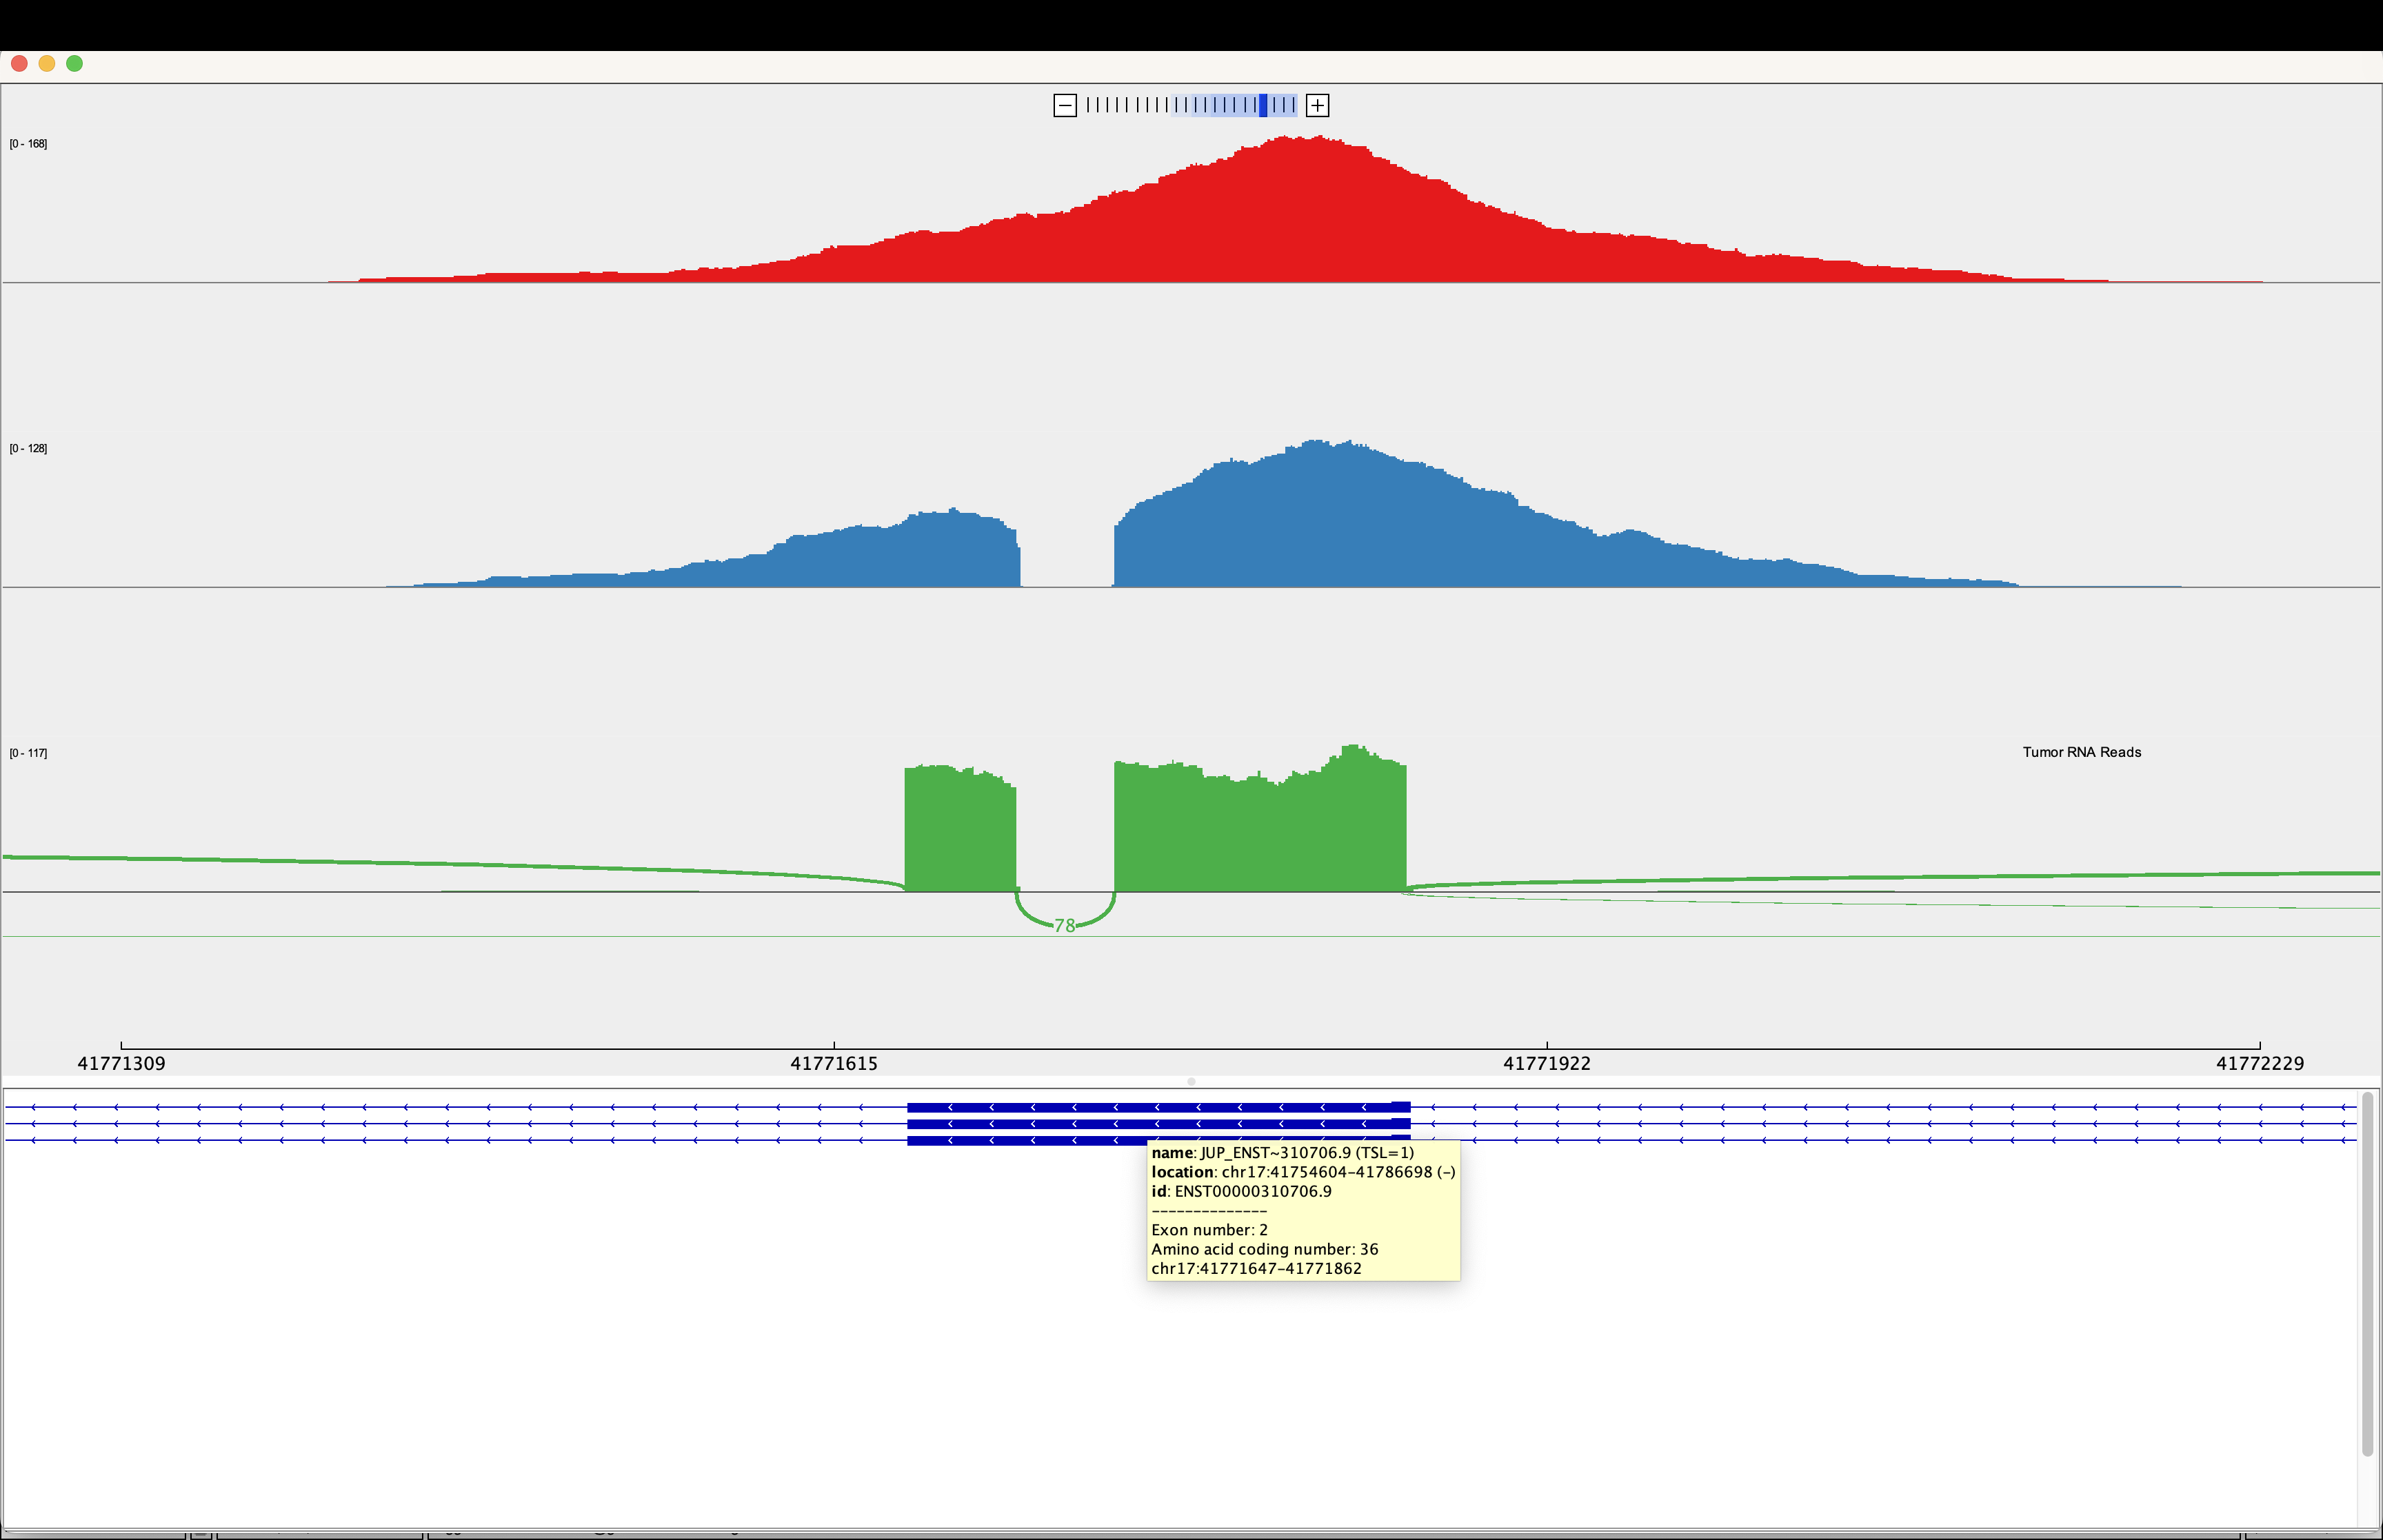 [0 - 168]
[0 - 128]
[0 - 117]
Tumor RNA Reads
78
41771309 41771615 41771922 41772229
name: JUP_ENST~310706.9 (TSL=1)
location: chr17:41754604-41786698 (-)
id: ENST00000310706.9
--------------
Exon number: 2
Amino acid coding number: 36
chr17:41771647-41771862